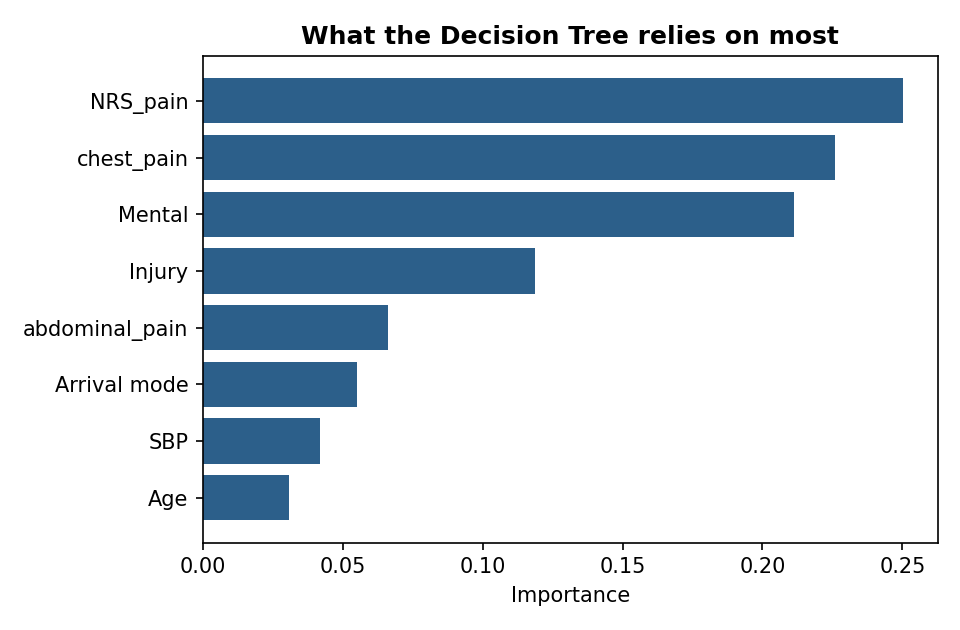 What the Decision Tree relies on most
NRS_pain
chest_pain
Mental
Injury
abdominal_pain
Arrival mode
SBP
Age
0.00 0.05 0.10 0.15 0.20 0.25
Importance